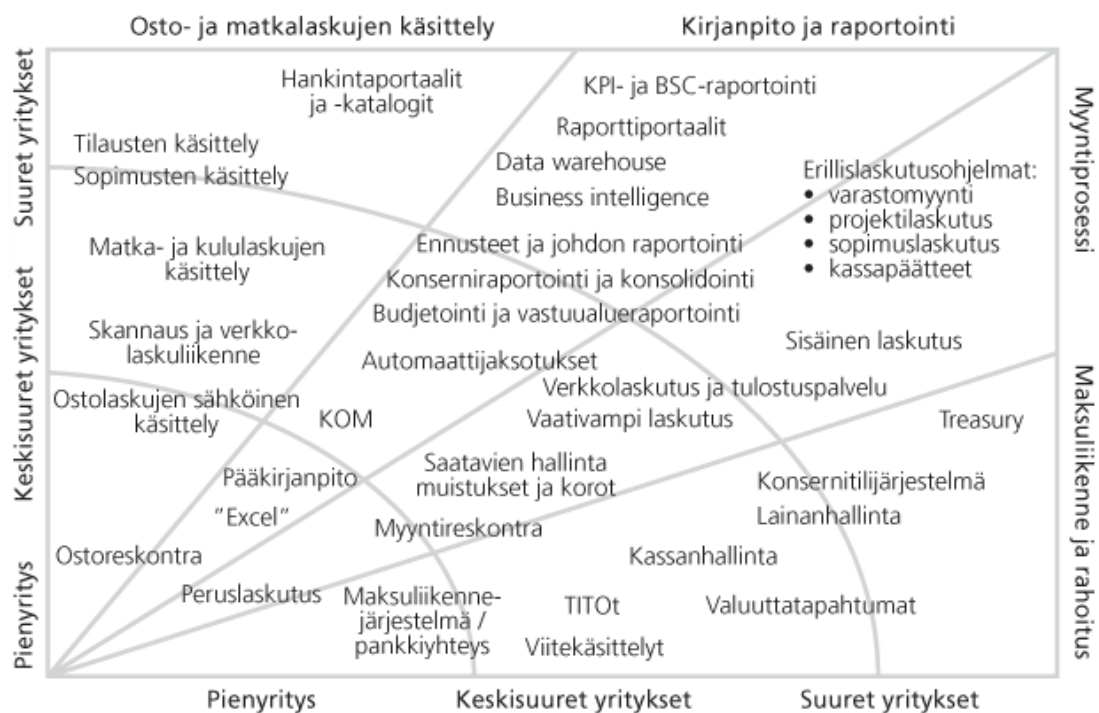 Osto- ja matkalaskujen käsittely
Kirjanpito ja raportointi
Suuret yritykset
Keskisuuret yritykset
Pienyritys
Hankintaportaalit
ja -katalogit
Tilausten käsittely
Sopimusten käsittely
Matka- ja kululaskujen
käsittely
Skannaus ja verkko-
laskuliikenne
Ostolaskujen sähköinen
käsittely
Ostoreskontra
KPI- ja BSC-raportointi
Raporttiportaalit
Data warehouse
Business intelligence
Ennusteet ja johdon raportointi
Konserniraportointi ja konsolidointi
Budjetointi ja vastuualueraportointi
Automaattijaksotukset
KOM
Pääkirjanpito
”Excel”
Erillislaskutusohjelmat:
• varastomyynti
• projektilaskutus
• sopimuslaskutus
• kassapäätteet
Sisäinen laskutus
Verkkolaskutus ja tulostuspalvelu
Vaativampi laskutus
Saatavien hallinta
muistukset ja korot
Myyntireskontra
Peruslaskutus
Treasury
Konsernitilijärjestelmä
Lainanhallinta
Kassanhallinta
Maksuliikenne-
järjestelmä /
pankkiyhteys
TITOt
Valuuttatapahtumat
Viitekäsittelyt
Myyntiprosessi
Maksuliikenne ja rahoitus
Pienyritys
Keskisuuret yritykset
Suuret yritykset